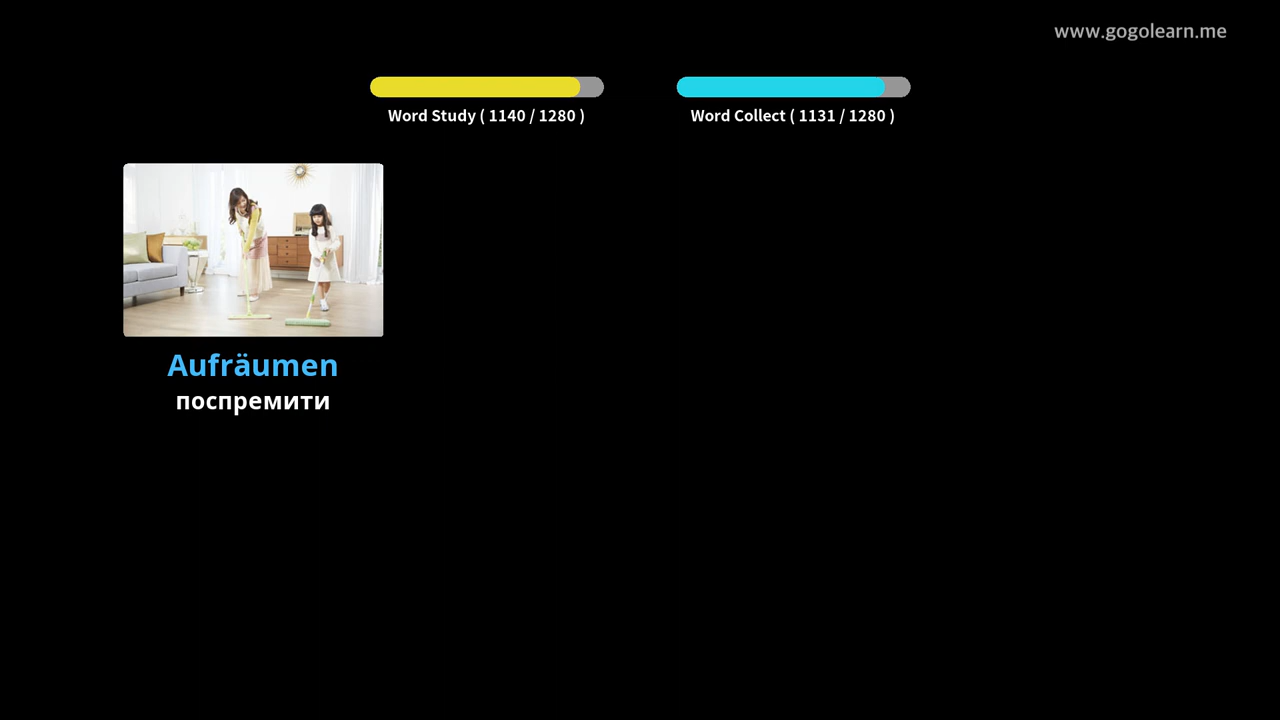 www.gogolearn.me
Word Study ( 1140 / 1280 )
Word Collect ( 1131 / 1280 )
Aufräumen
поспремити